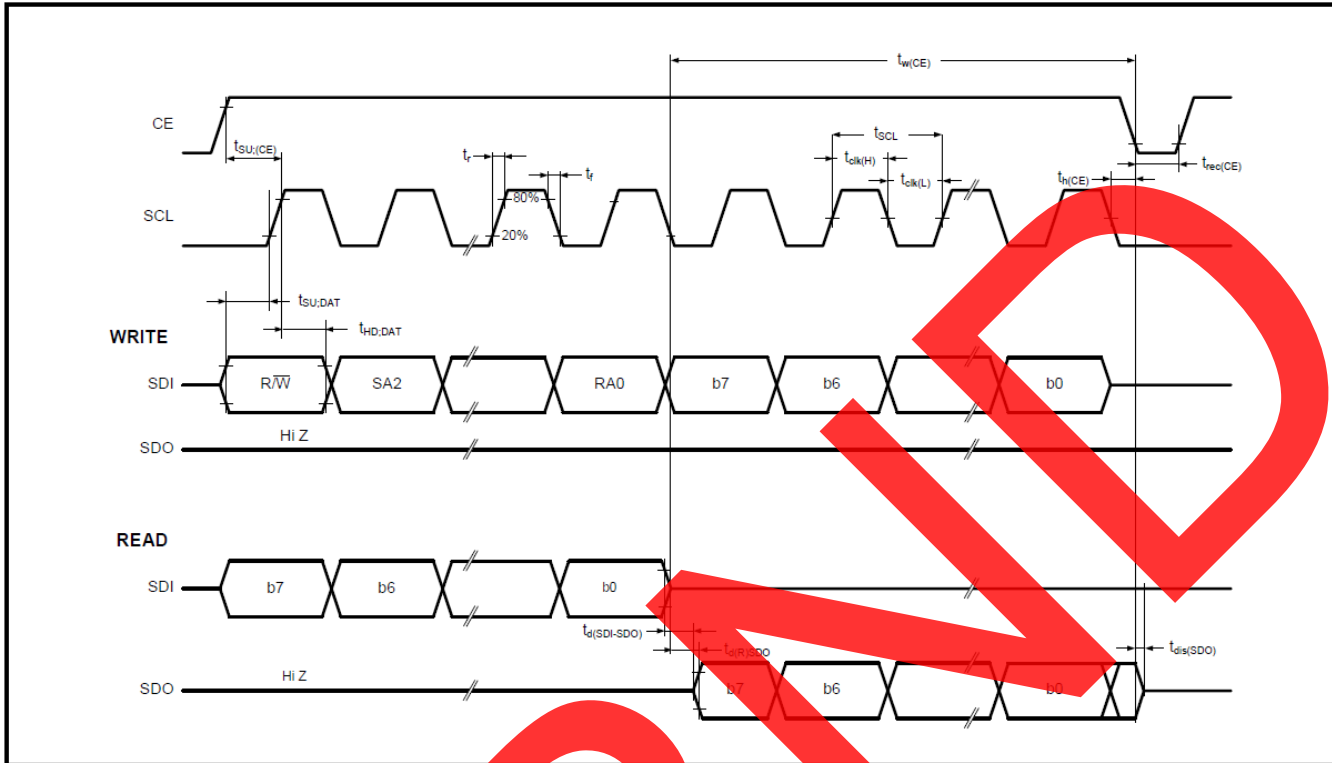 tw(CE)
CE
tSU;(CE)
tr
tf
tSCL
tclk(H)
tclk(L)
trec(CE)
th(CE)
SCL
80%
20%
tSU;DAT
tHD;DAT
WRITE
SDI R/W̅ SA2 RA0 b7 b6 b0
Hi Z
SDO
READ
SDI b7 b6 b0
td(SDI-SDO)
td(R)SDO
tdis(SDO)
Hi Z
SDO b7 b6 b0